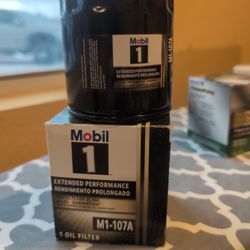 Mobil
1
EXTENDED PERFORMANCE
RENDIMIENTO PROLONGADO
M1-107A
Mobil
1
EXTENDED PERFORMANCE
RENDIMIENTO PROLONGADO
M1-107A
1 OIL FILTER